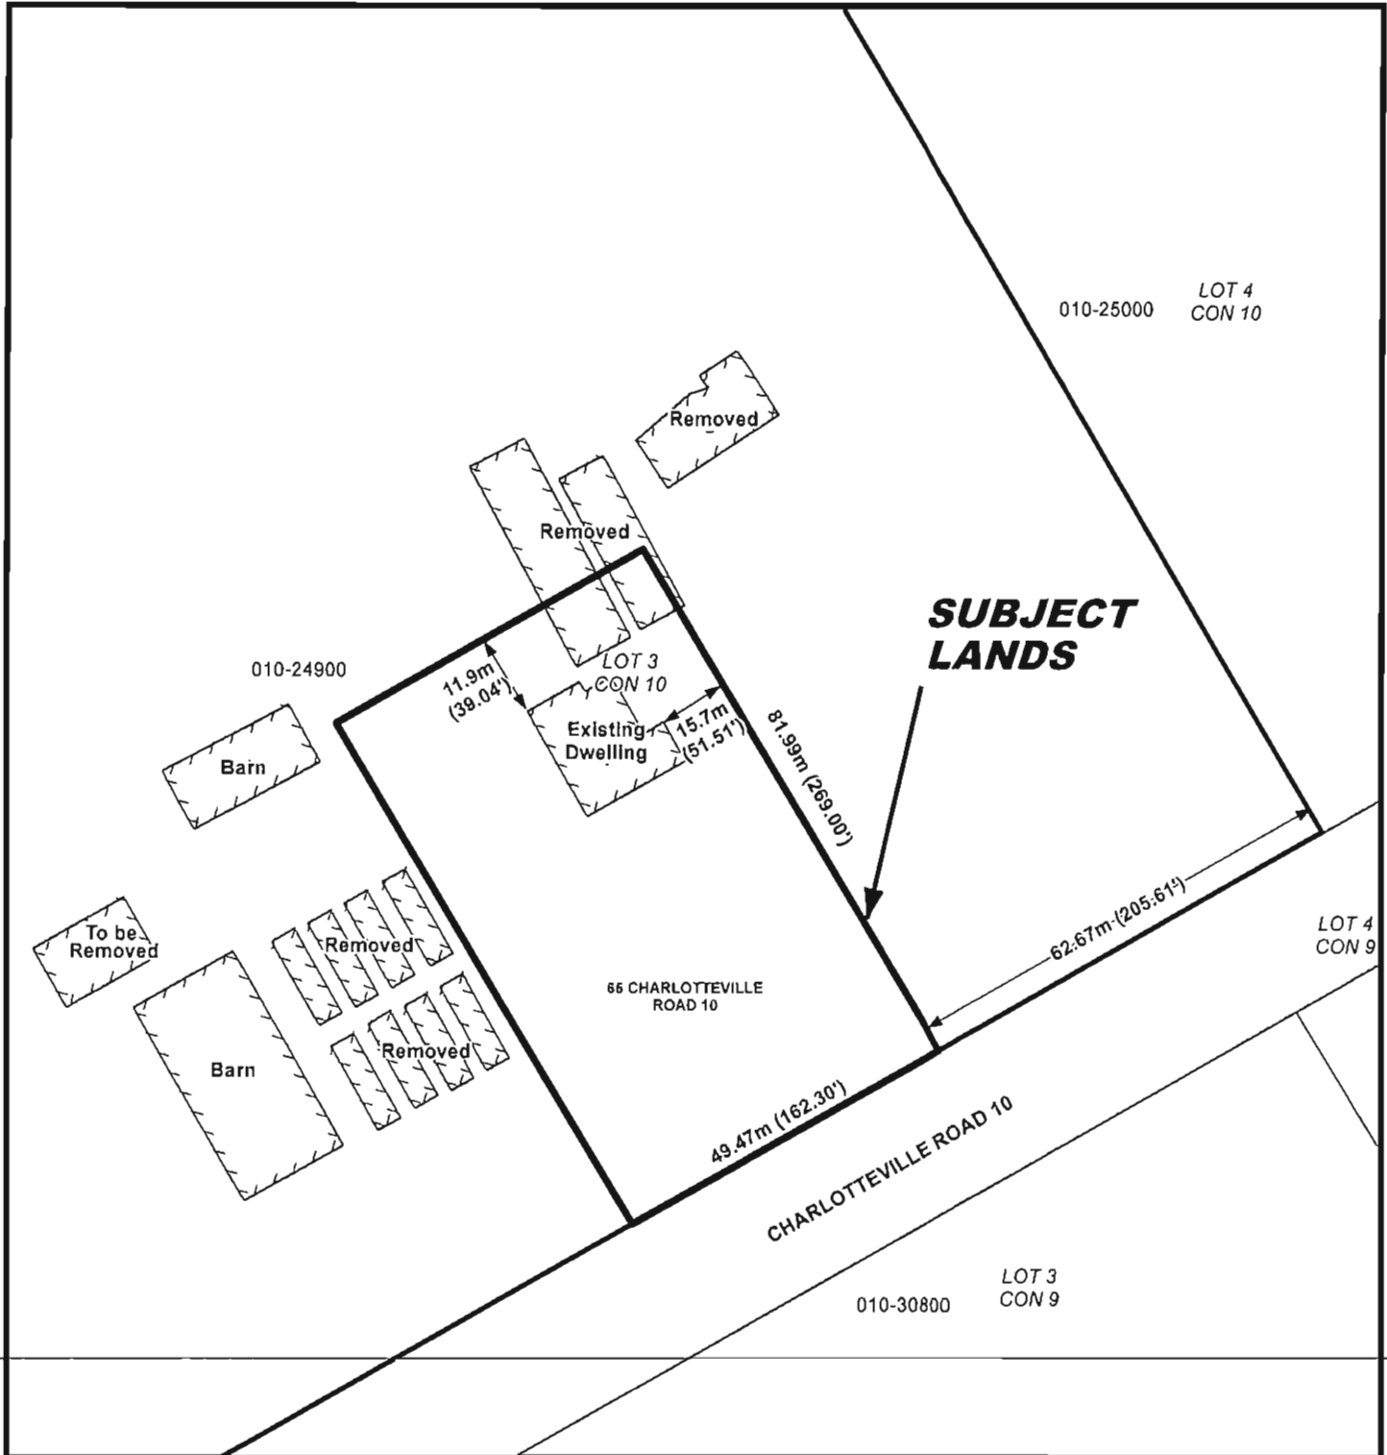 LOT 4
010-25000
CON 10
Removed
Removed
SUBJECT
LANDS
010-24900
LOT 3
CON 10
11.9m
(39.04')
Existing
Dwelling
15.7m
(51.51')
81.99m (269.00')
Barn
62.67m (205.61')
LOT 4
CON 9
To be
Removed
Removed
65 CHARLOTTEVILLE
ROAD 10
Removed
Barn
49.47m (162.30')
CHARLOTTEVILLE ROAD 10
LOT 3
CON 9
010-30800